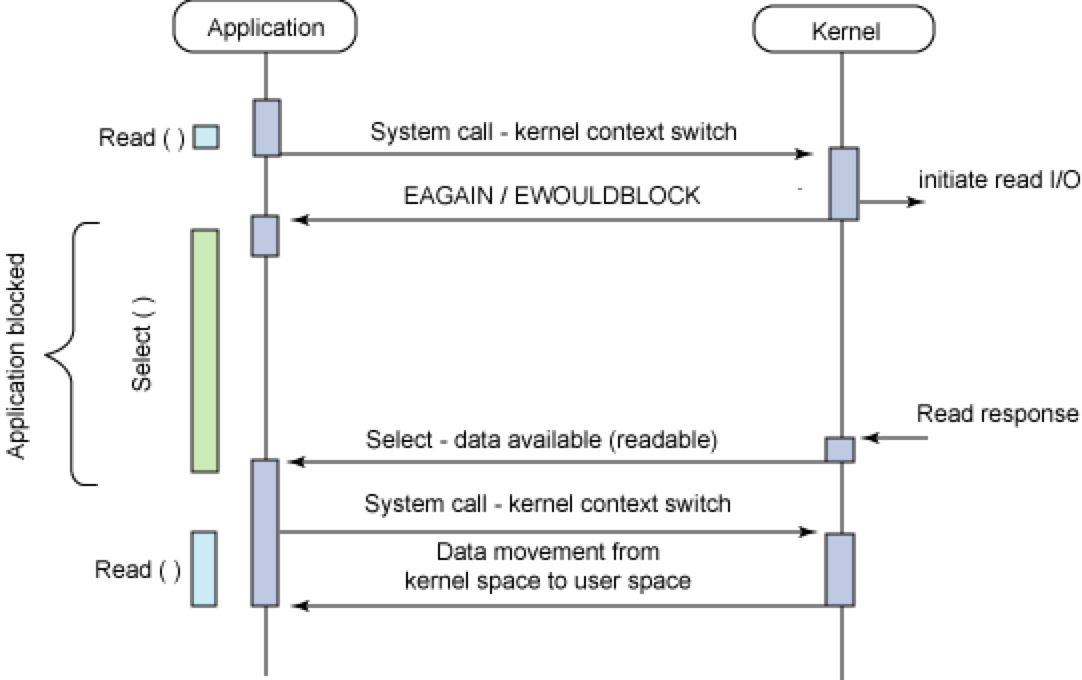 Application
Kernel
Read ( )
System call - kernel context switch
initiate read I/O
EAGAIN / EWOULDBLOCK
Application blocked
Select ( )
Read response
Select - data available (readable)
System call - kernel context switch
Read ( )
Data movement from
kernel space to user space